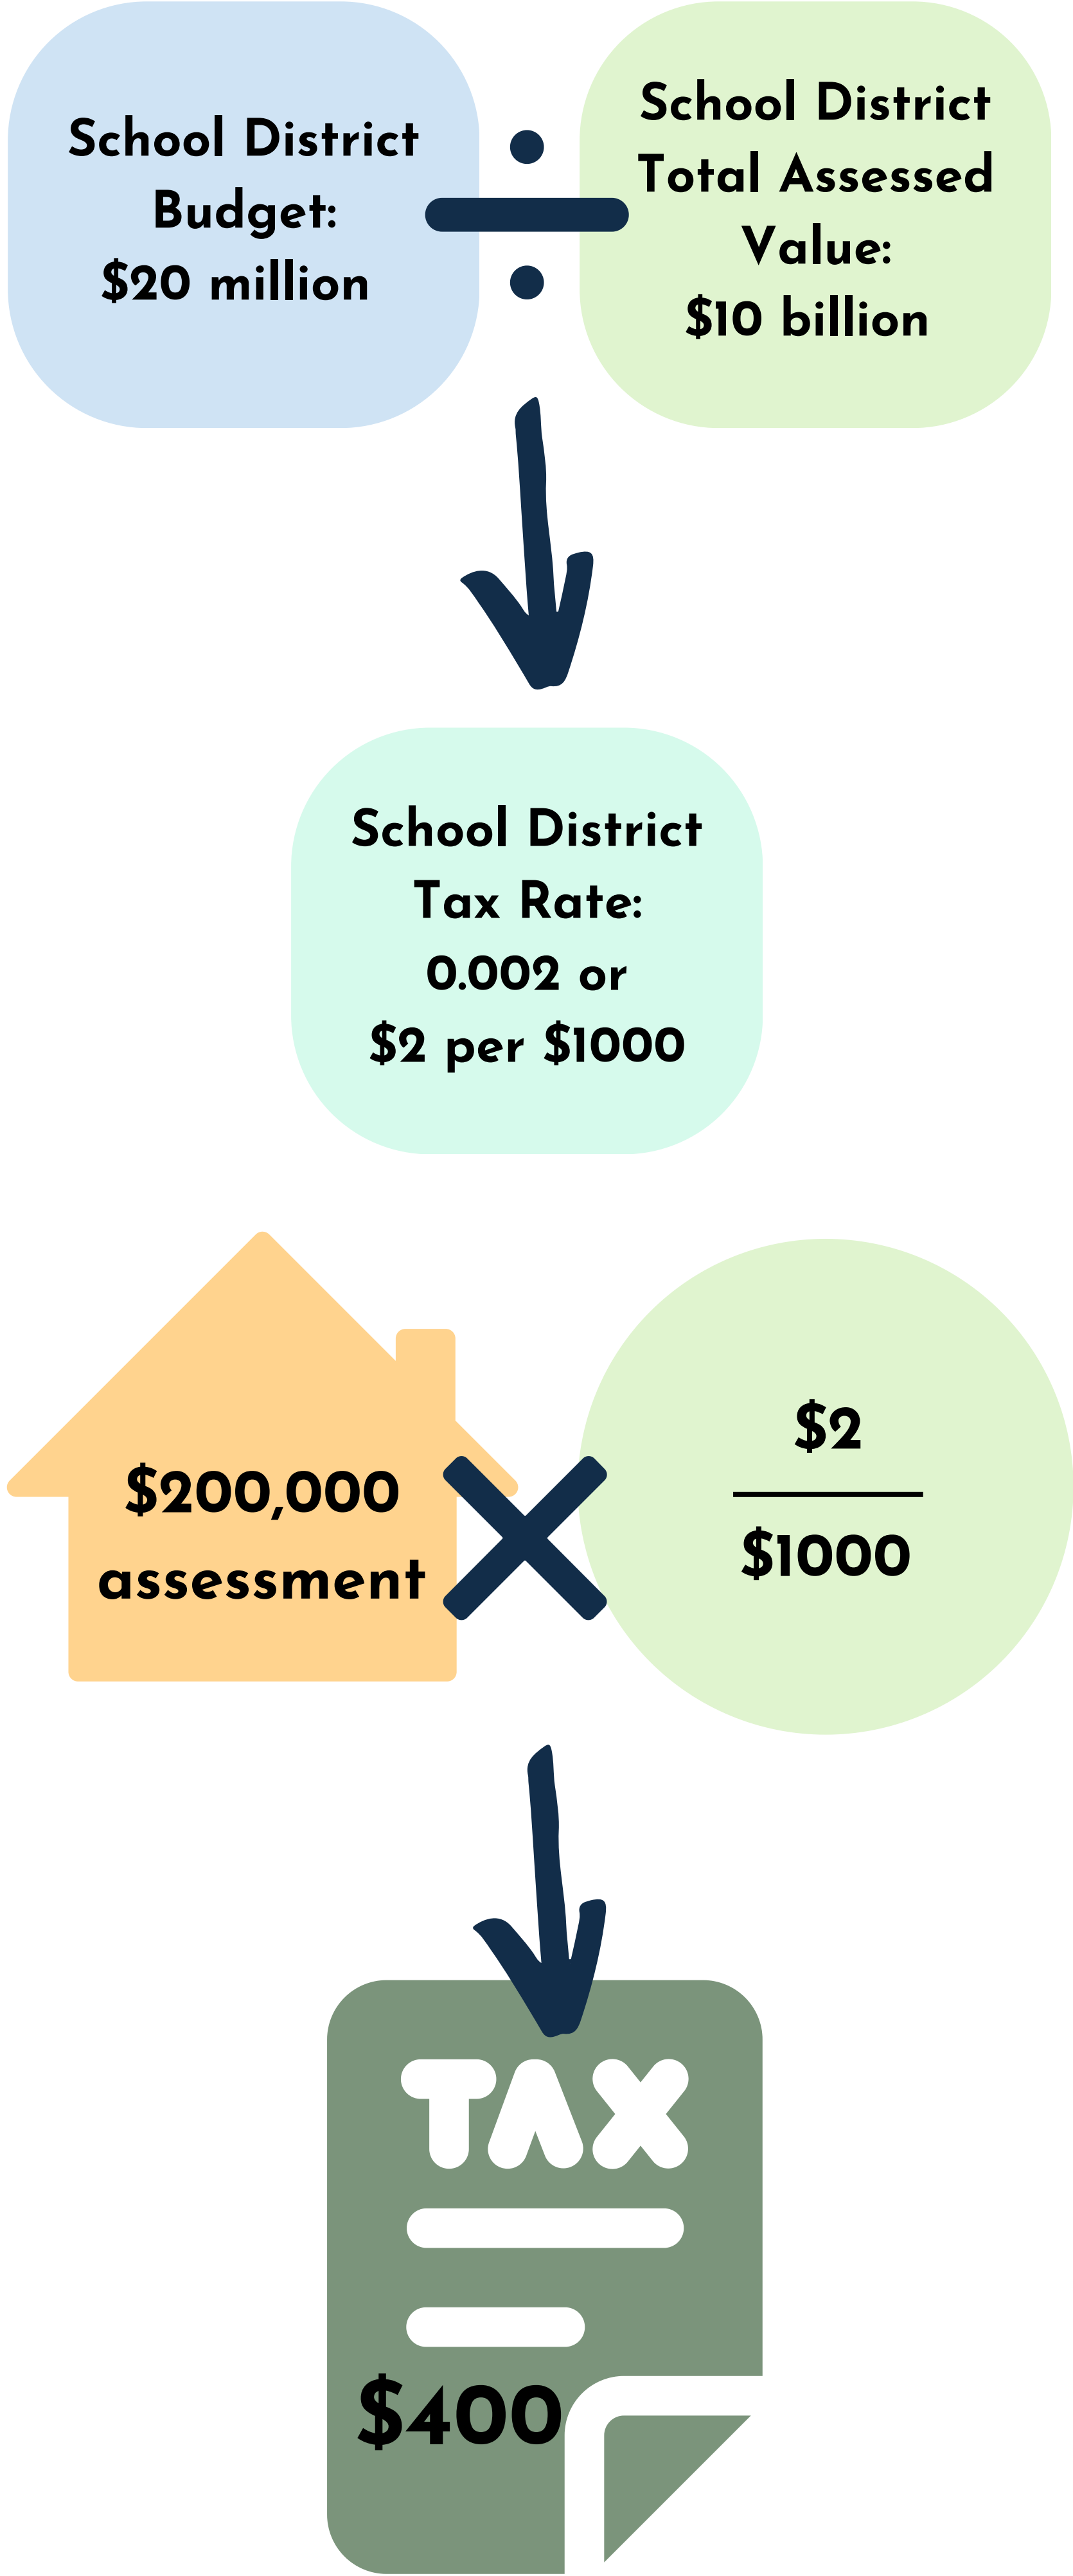 School District
Budget:
$20 million
School District
Total Assessed
Value:
$10 billion
School District
Tax Rate:
0.002 or
$2 per $1000
$200,000
assessment
$2
$1000
TAX
$400